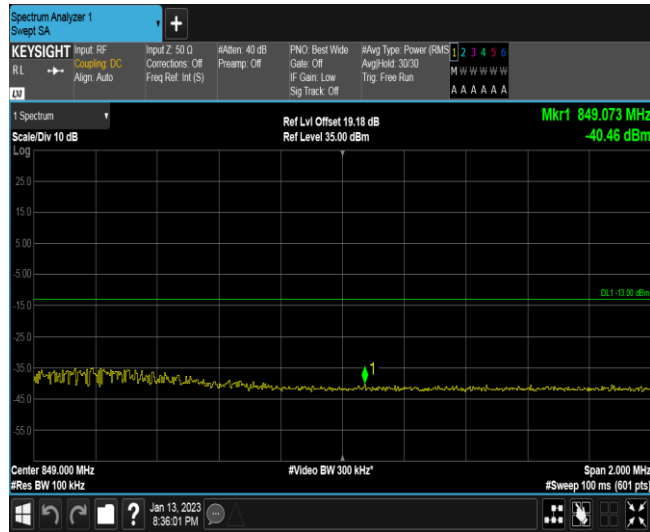 Spectrum Analyzer 1
Swept SA
+
KEYSIGHT
RL
LXI
Input: RF
Coupling: DC
Align: Auto
Input Z: 50 Ω
Corrections: Off
Freq Ref: Int (S)
#Atten: 40 dB
Preamp: Off
PNO: Best Wide
Gate: Off
IF Gain: Low
Sig Track: Off
#Avg Type: Power (RMS
Avg|Hold: 30/30
Trig: Free Run
1 2 3 4 5 6
M W W W W W
A A A A A A
1 Spectrum
Scale/Div 10 dB
Log
Ref Lvl Offset 19.18 dB
Ref Level 35.00 dBm
Mkr1 849.073 MHz
-40.46 dBm
25.0
15.0
5.00
-5.00
DL1 -13.00 dBm
-15.0
-25.0
-35.0
1
-45.0
-55.0
Center 849.000 MHz
#Res BW 100 kHz
#Video BW 300 kHz*
Span 2.000 MHz
#Sweep 100 ms (601 pts)
?
Jan 13, 2023
8:36:01 PM